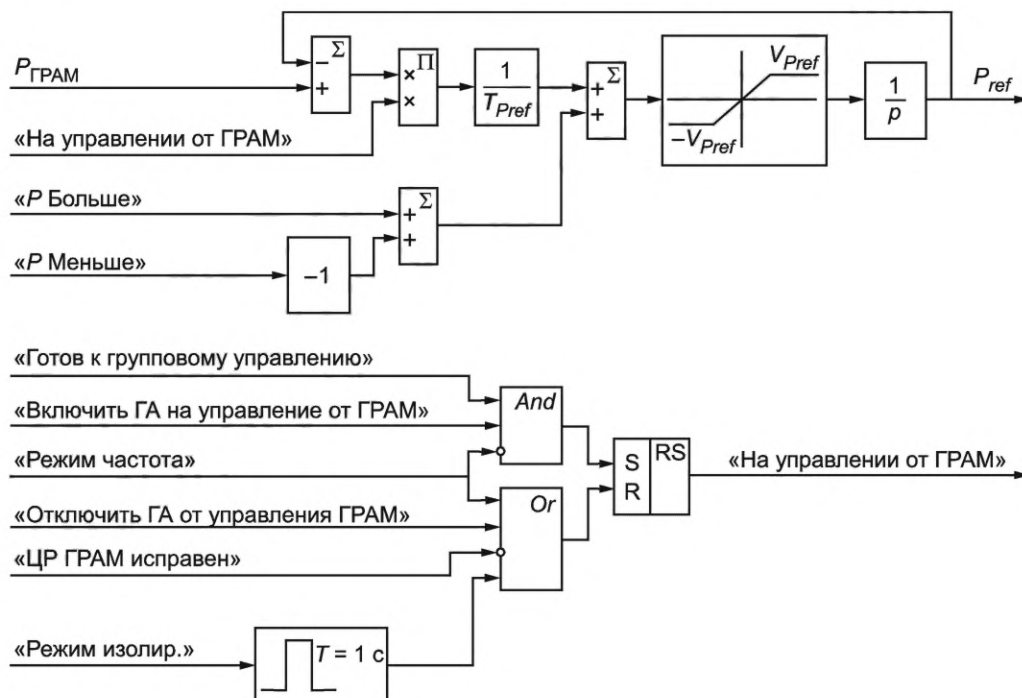 P_ГРАМ
«На управлении от ГРАМ»
«P Больше»
«P Меньше»
– Σ
+
× П
×
1
T_Pref
+ Σ
+
V_Pref
–V_Pref
1
p
P_ref
+ Σ
+
–1
«Готов к групповому управлению»
«Включить ГА на управление от ГРАМ»
«Режим частота»
«Отключить ГА от управления ГРАМ»
«ЦР ГРАМ исправен»
«Режим изолир.»
And
Or
S RS
R
«На управлении от ГРАМ»
T = 1 с